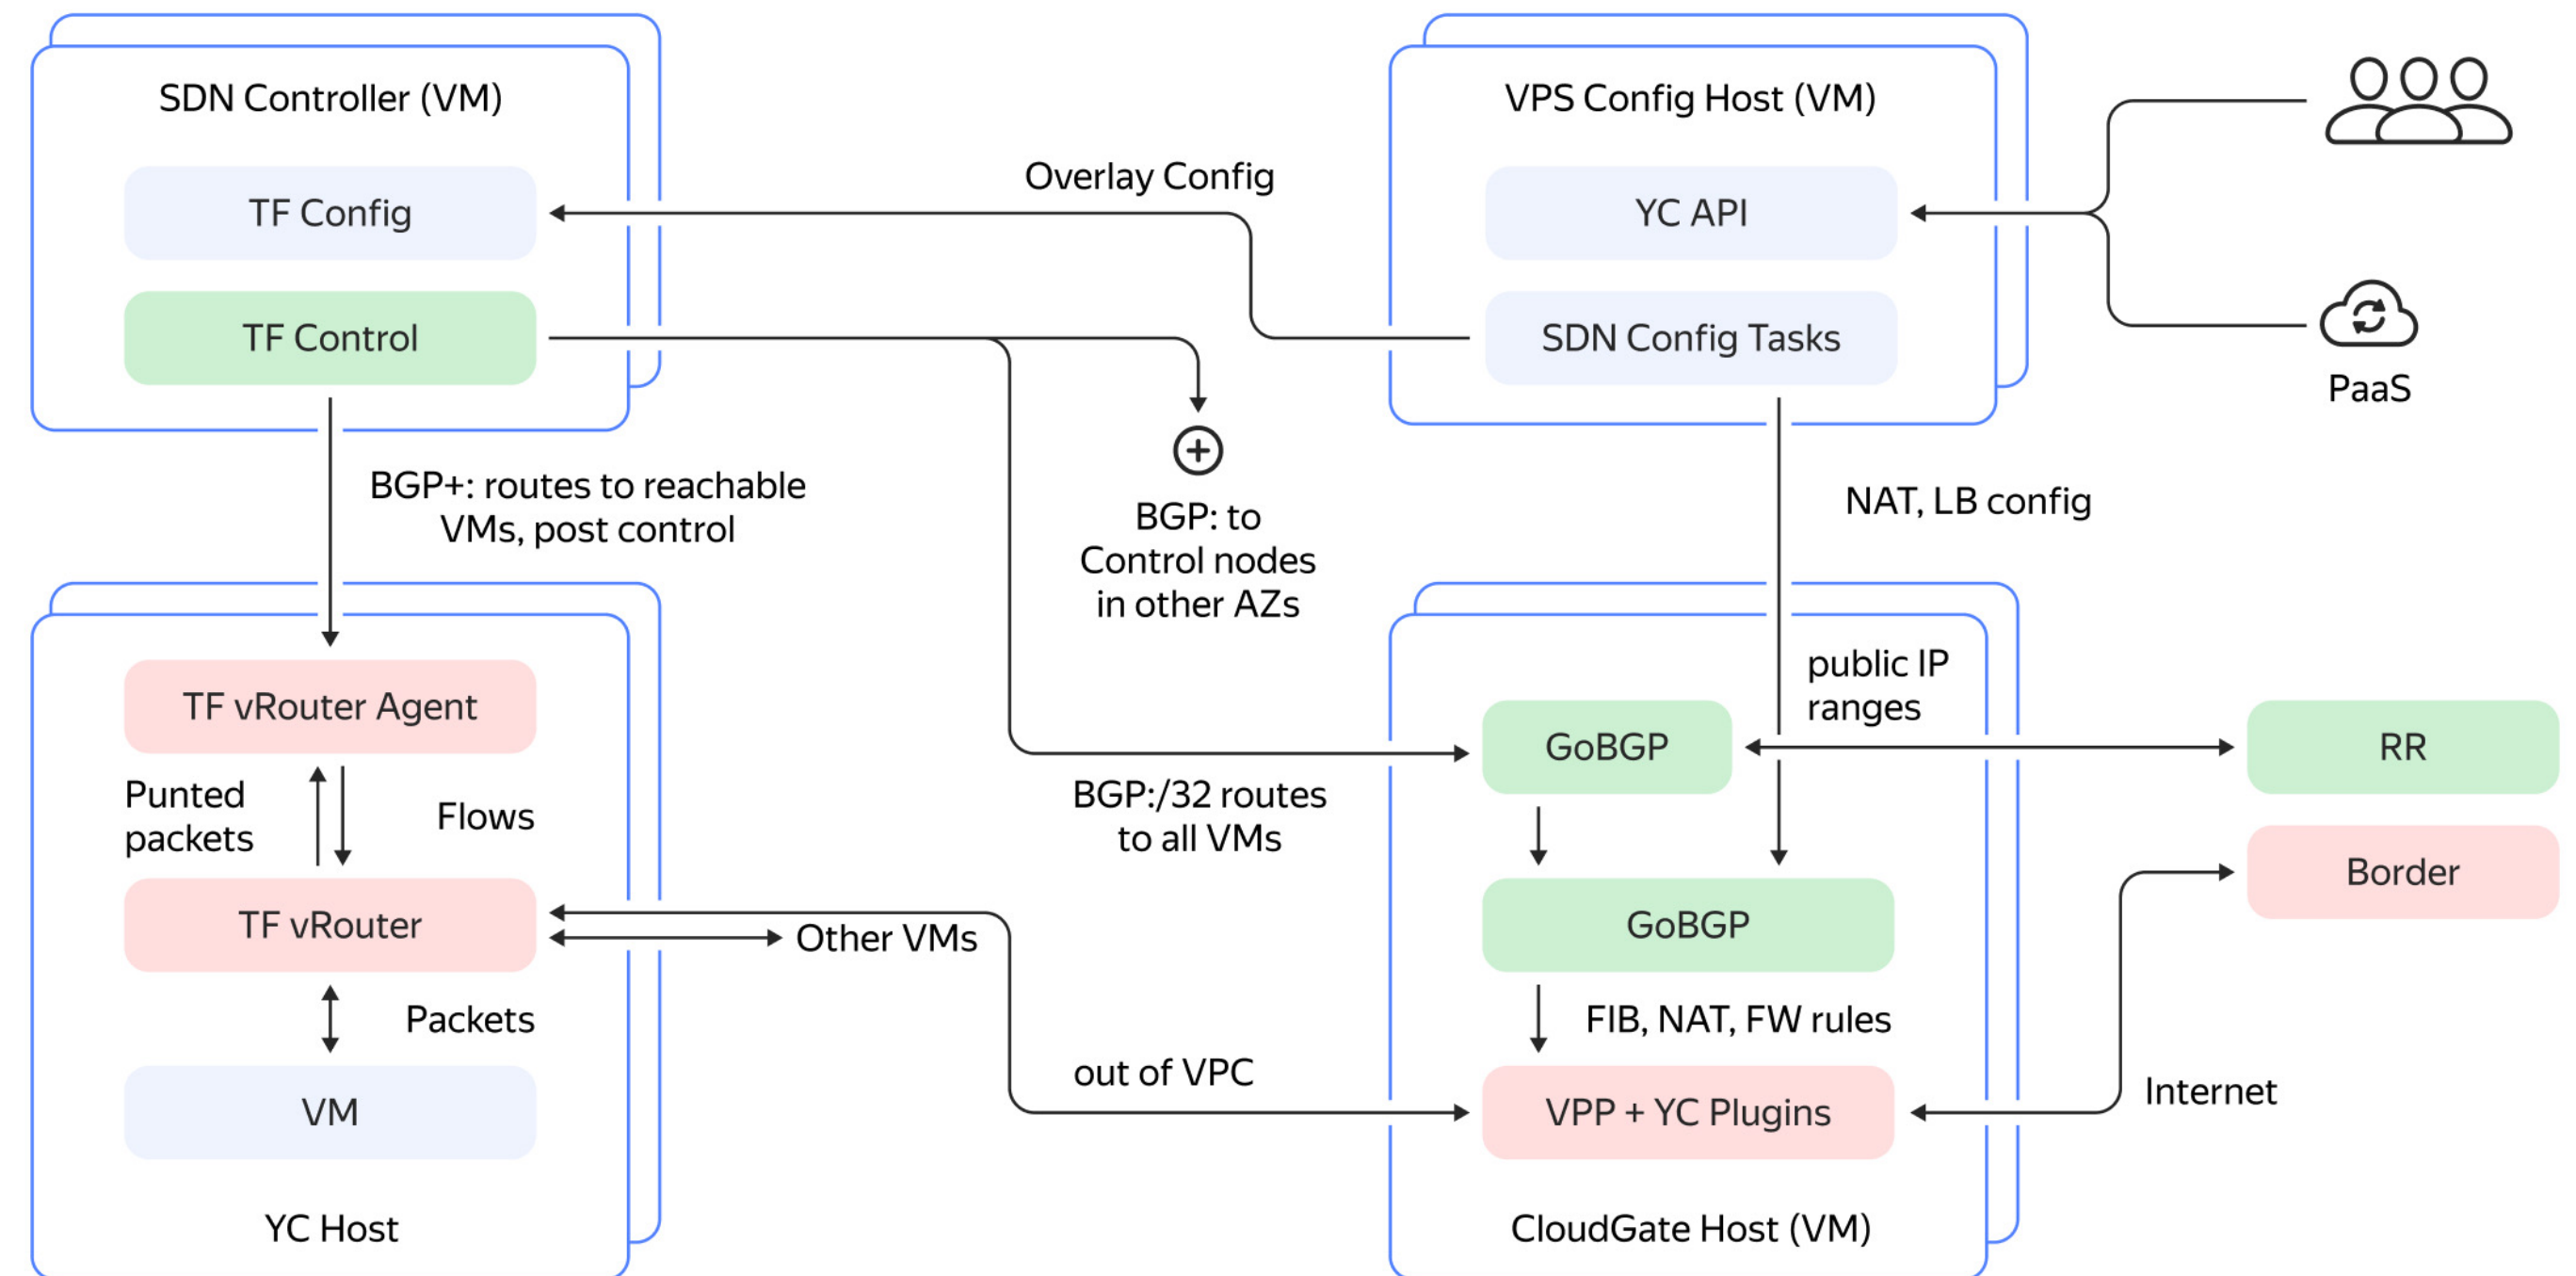 SDN Controller (VM)
TF Config
TF Control
Overlay Config
VPS Config Host (VM)
YC API
SDN Config Tasks
PaaS
BGP+: routes to reachable
VMs, post control
BGP: to
Control nodes
in other AZs
NAT, LB config
TF vRouter Agent
Punted
packets
Flows
TF vRouter
Packets
VM
YC Host
Other VMs
BGP:/32 routes
to all VMs
out of VPC
public IP
ranges
GoBGP
GoBGP
FIB, NAT, FW rules
VPP + YC Plugins
CloudGate Host (VM)
RR
Border
Internet